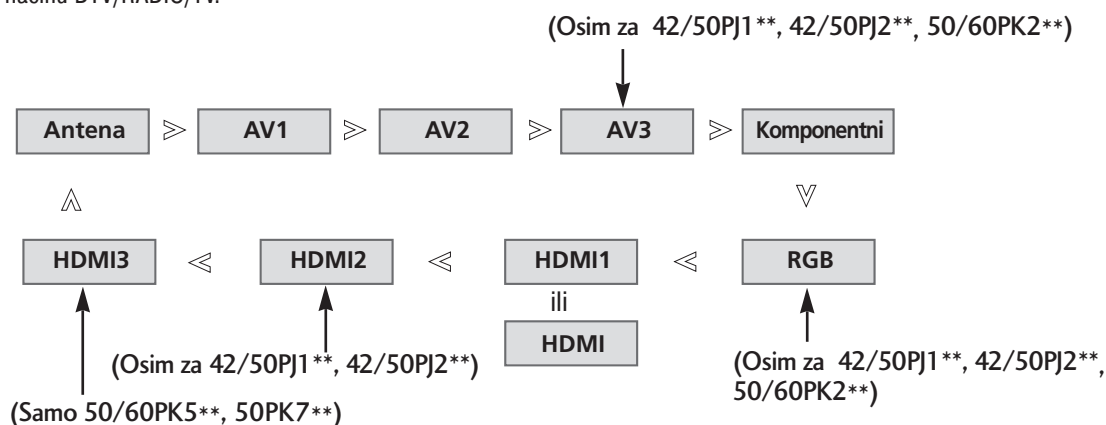 načinu DTV/RADIO/TV.
(Osim za 42/50PJ1**, 42/50PJ2**, 50/60PK2**)
Antena
AV1
AV2
AV3
Komponentni
HDMI3
HDMI2
HDMI1
RGB
ili
HDMI
(Osim za 42/50PJ1**, 42/50PJ2**)
(Osim za 42/50PJ1**, 42/50PJ2**,
50/60PK2**)
(Samo 50/60PK5**, 50PK7**)